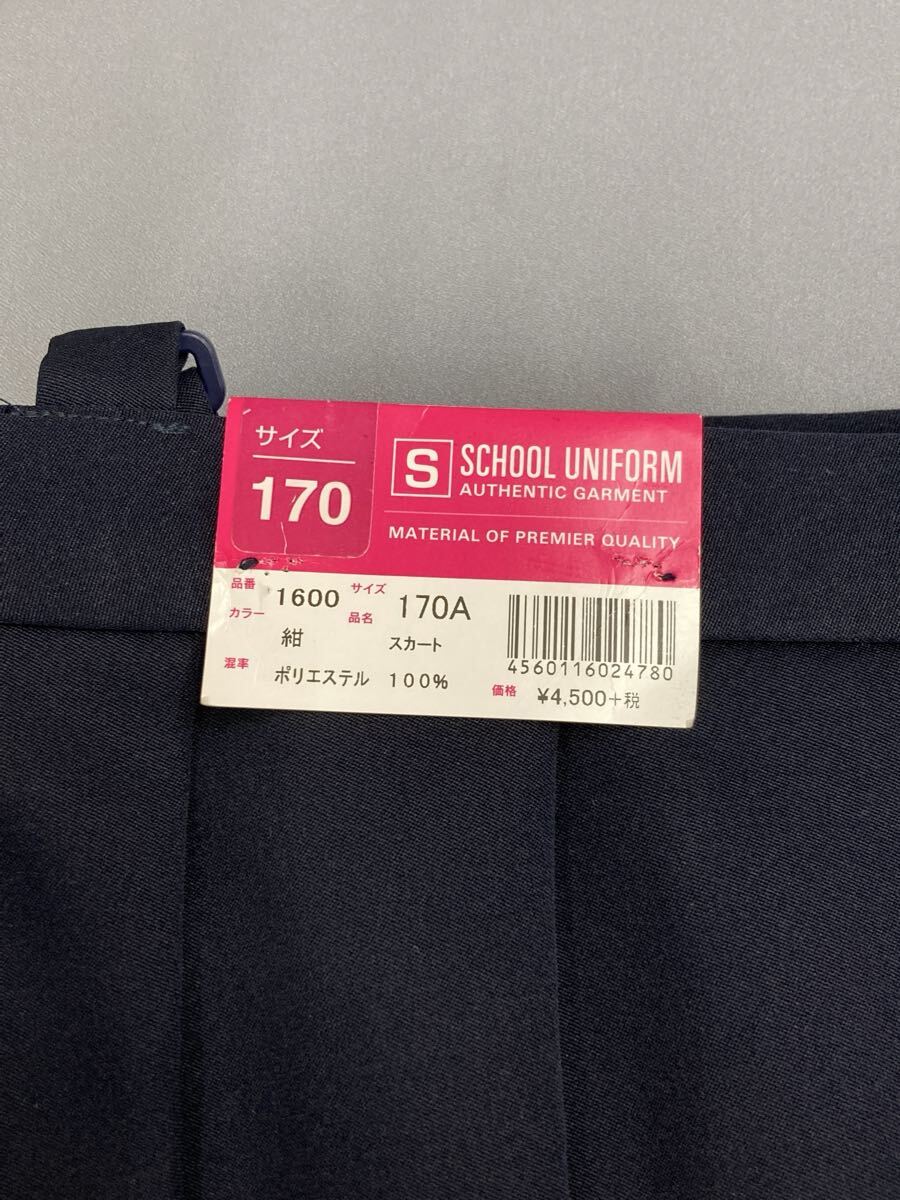 サイズ
170
S SCHOOL UNIFORM
AUTHENTIC GARMENT
MATERIAL OF PREMIER QUALITY
品番 1600 サイズ 170A
カラー 紺 品名 スカート
混率 ポリエステル 100%
4560116024780
価格 ¥4,500+税